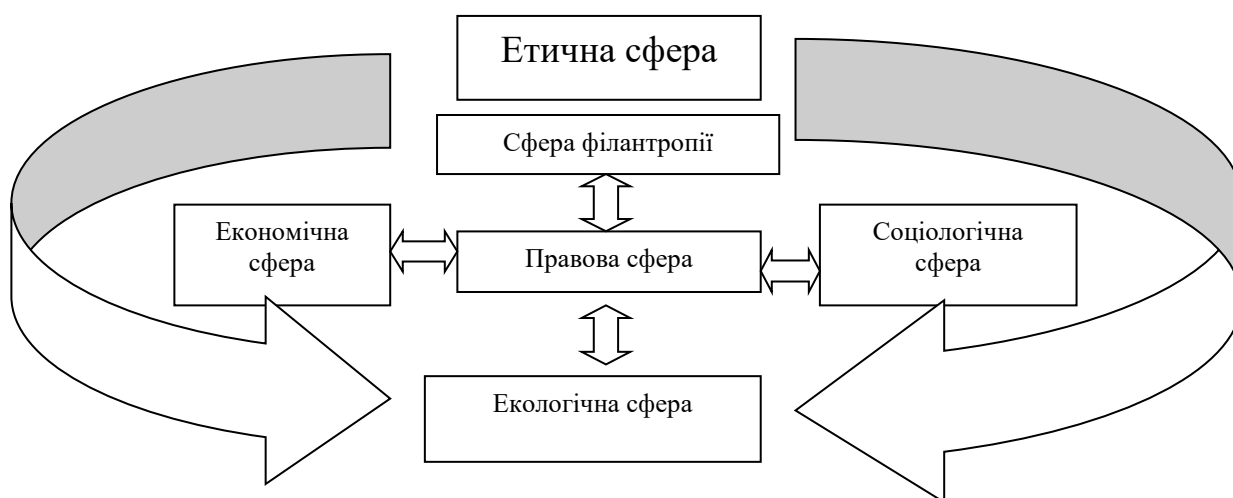 Етична сфера
Сфера філантропії
Економічна
сфера
Правова сфера
Соціологічна
сфера
Екологічна сфера